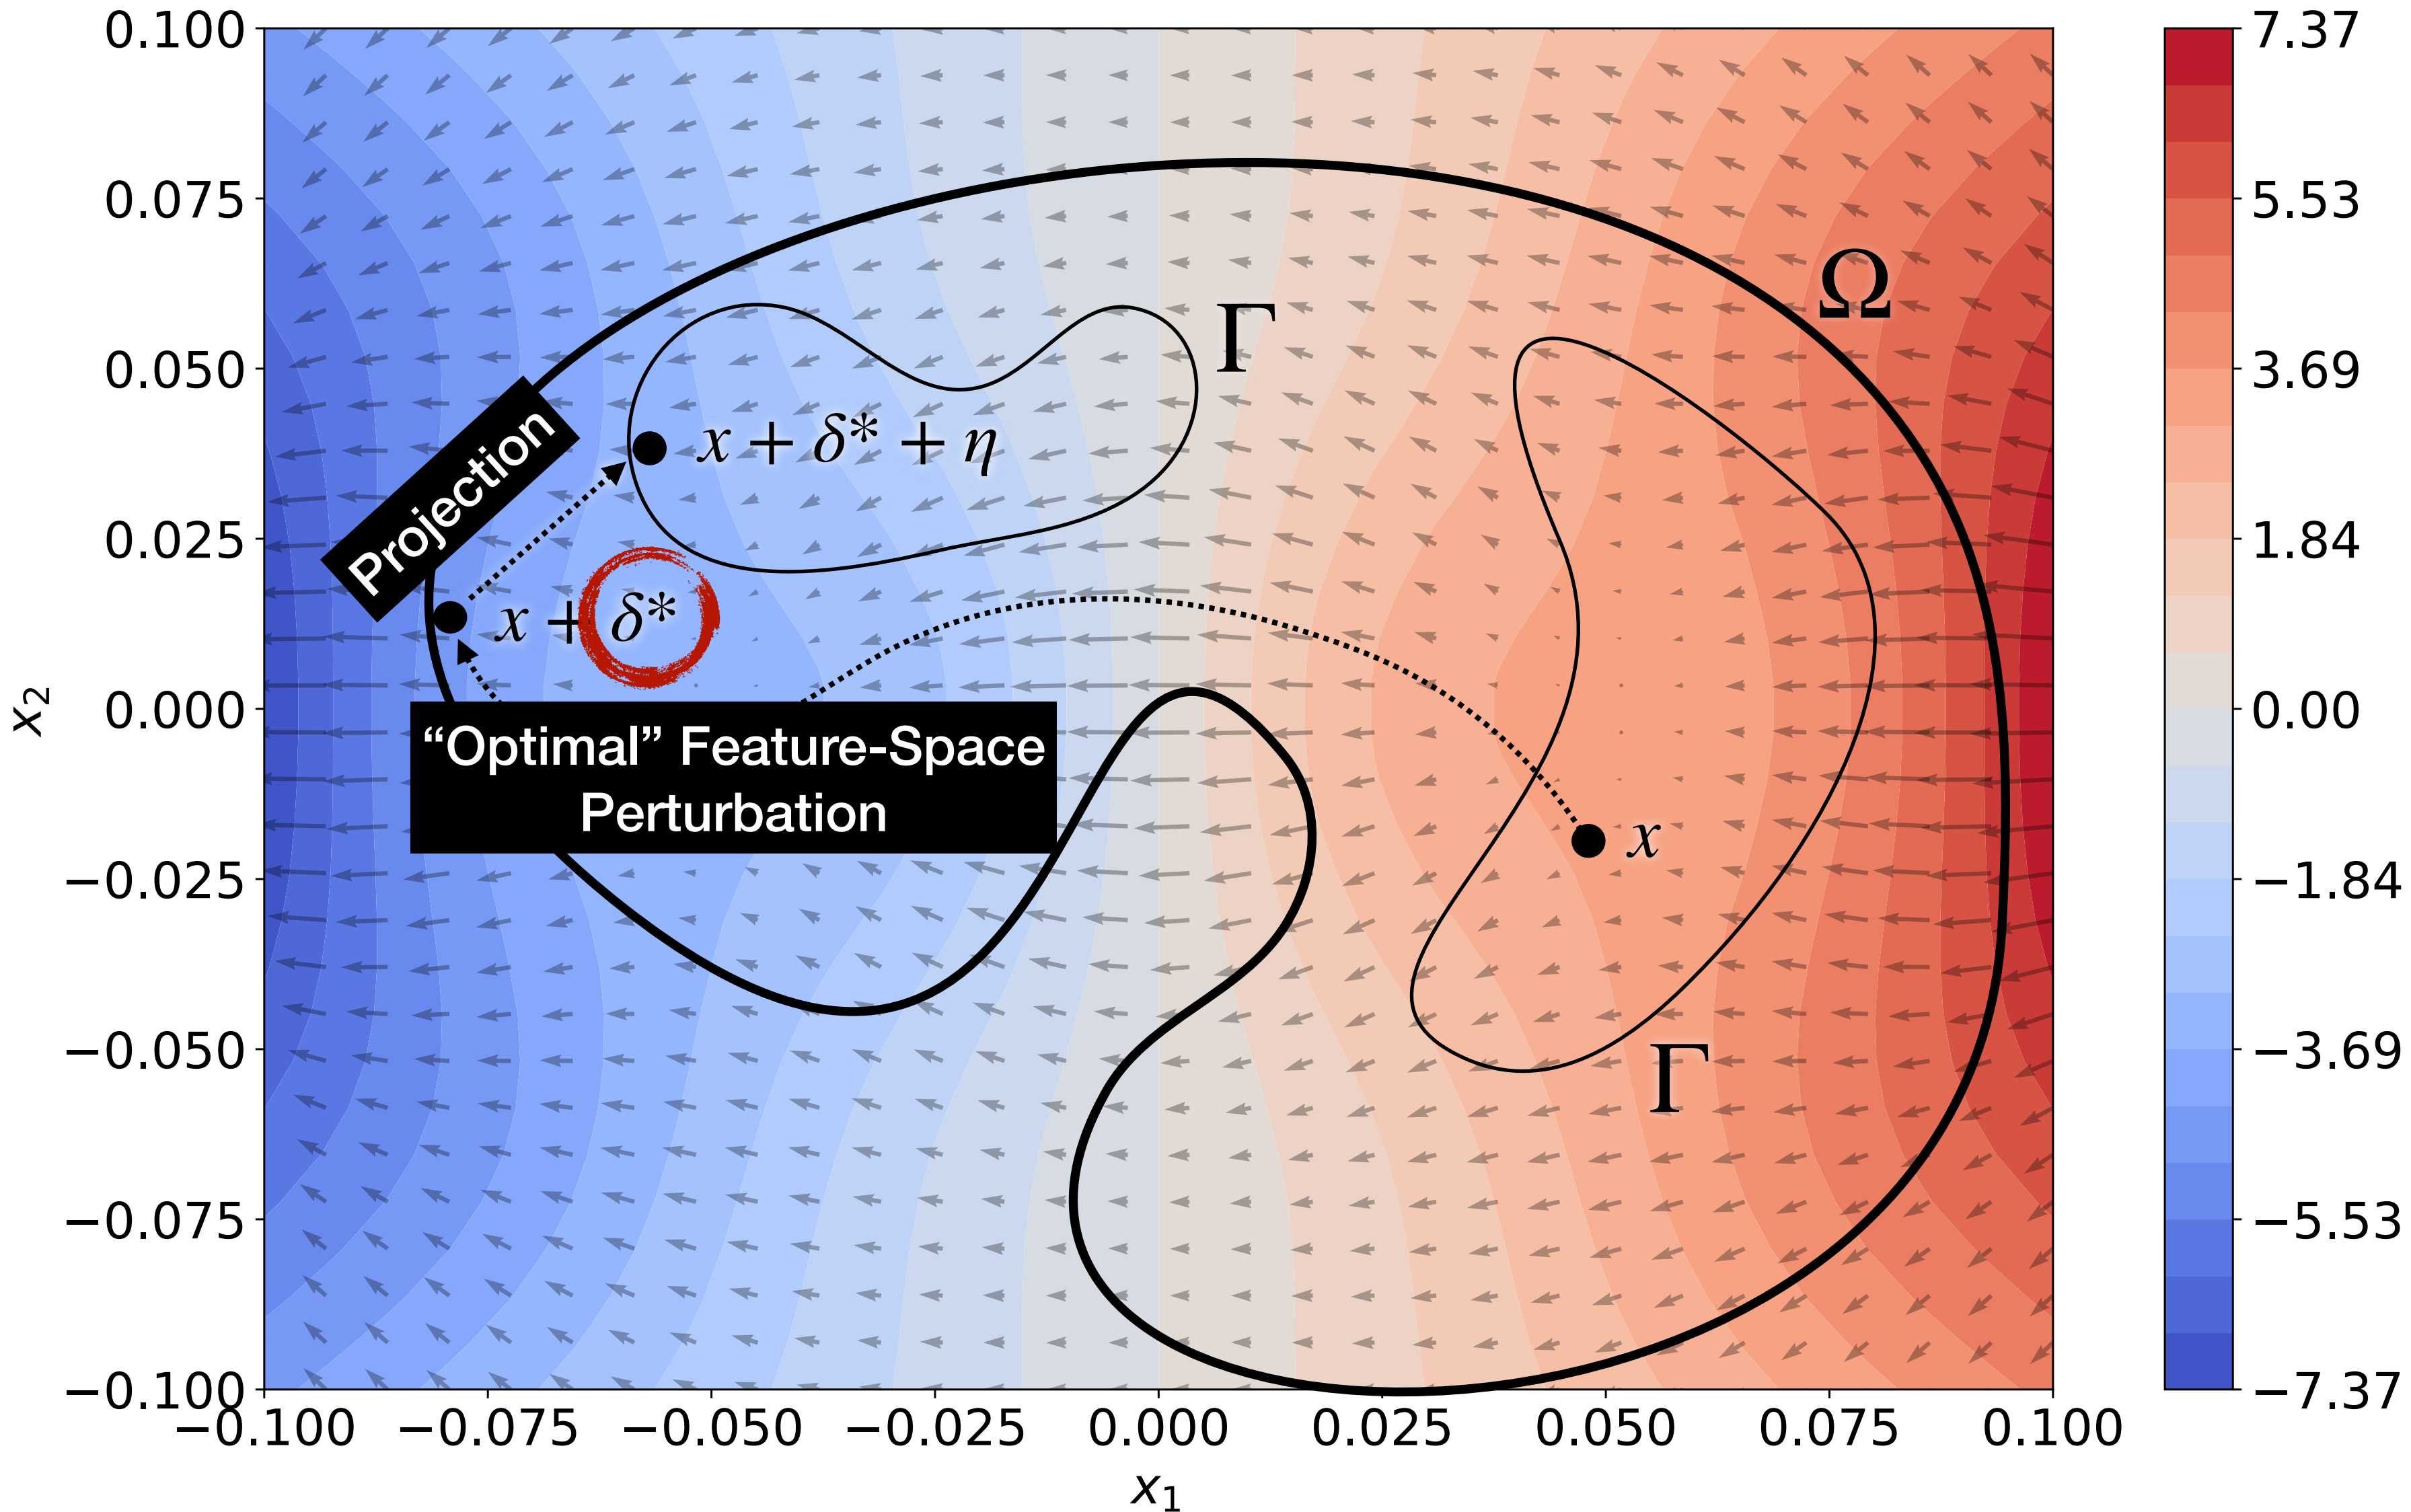 0.100
0.075
0.050
0.025
0.000
−0.025
−0.050
−0.075
−0.100
x₂
−0.100
−0.075
−0.050
−0.025
0.000
0.025
0.050
0.075
0.100
x₁
Ω
Γ
x + δ* + η
Projection
x + δ*
“Optimal” Feature-Space
Perturbation
x
Γ
7.37
5.53
3.69
1.84
0.00
−1.84
−3.69
−5.53
−7.37